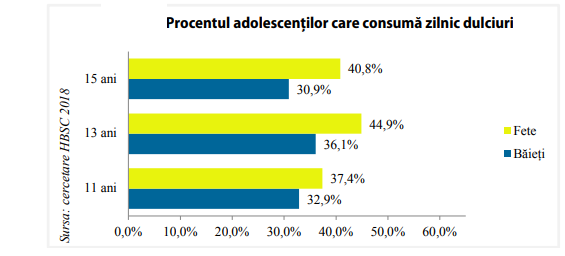 Procentul adolescenților care consumă zilnic dulciuri
Sursa: cercetare HBSC 2018
15 ani
40,8%
30,9%
13 ani
44,9%
36,1%
11 ani
37,4%
32,9%
Fete
Băieți
0,0% 10,0% 20,0% 30,0% 40,0% 50,0% 60,0%